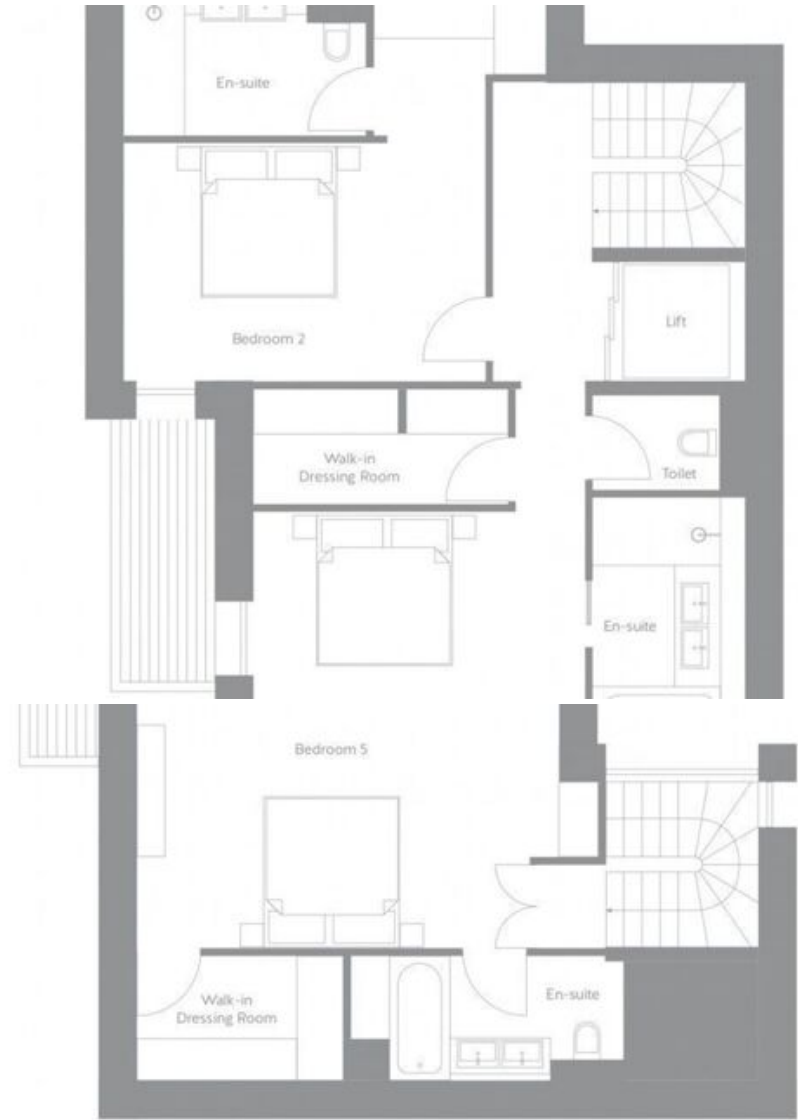 En-suite
Bedroom 2
Lift
Walk-in
Dressing Room
Toilet
En-suite
Bedroom 5
Walk-in
Dressing Room
En-suite